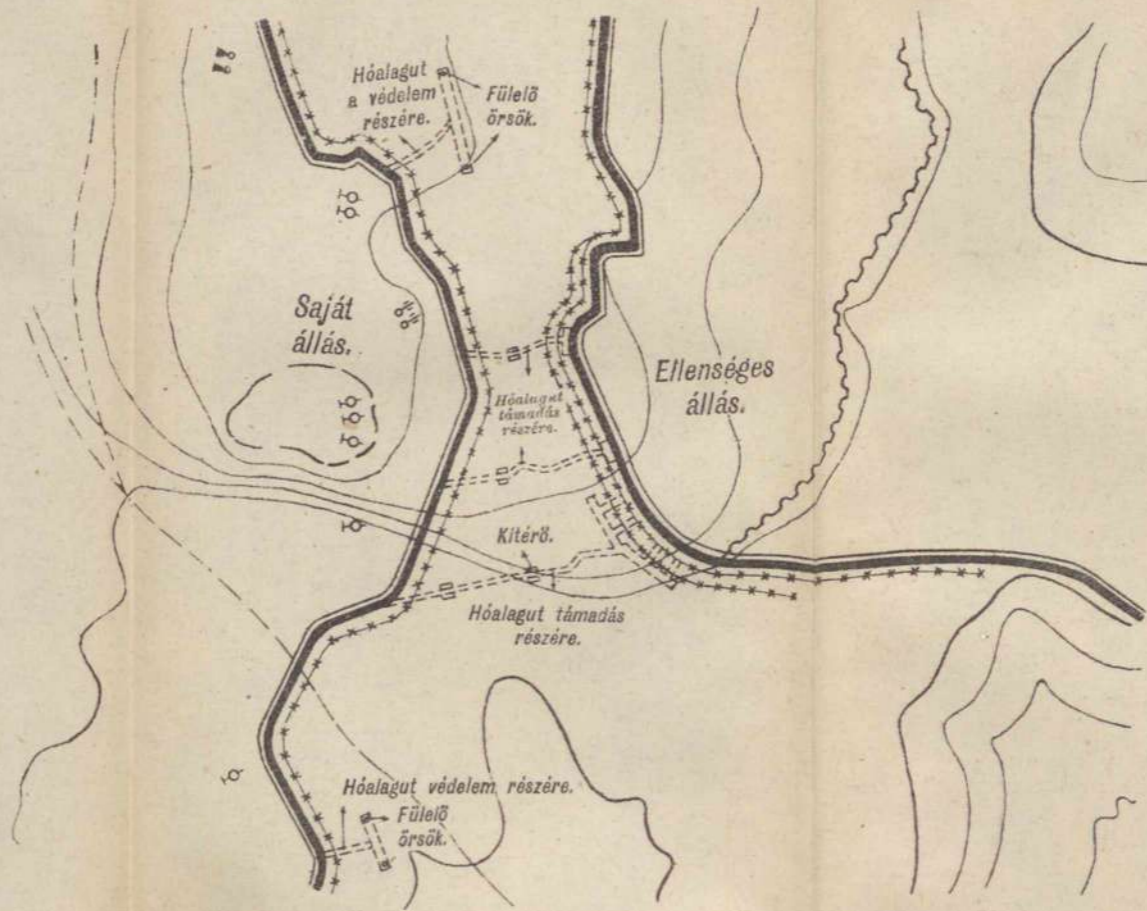 Hóalagut
a védelem
részére.
Fülelő
örsök.
Saját
állás.
Ellenséges
állás.
Hóalagut
támadás
részére.
Kitérő.
Hóalagut támadás
részére.
Hóalagut védelem részére.
Fülelő
örsök.